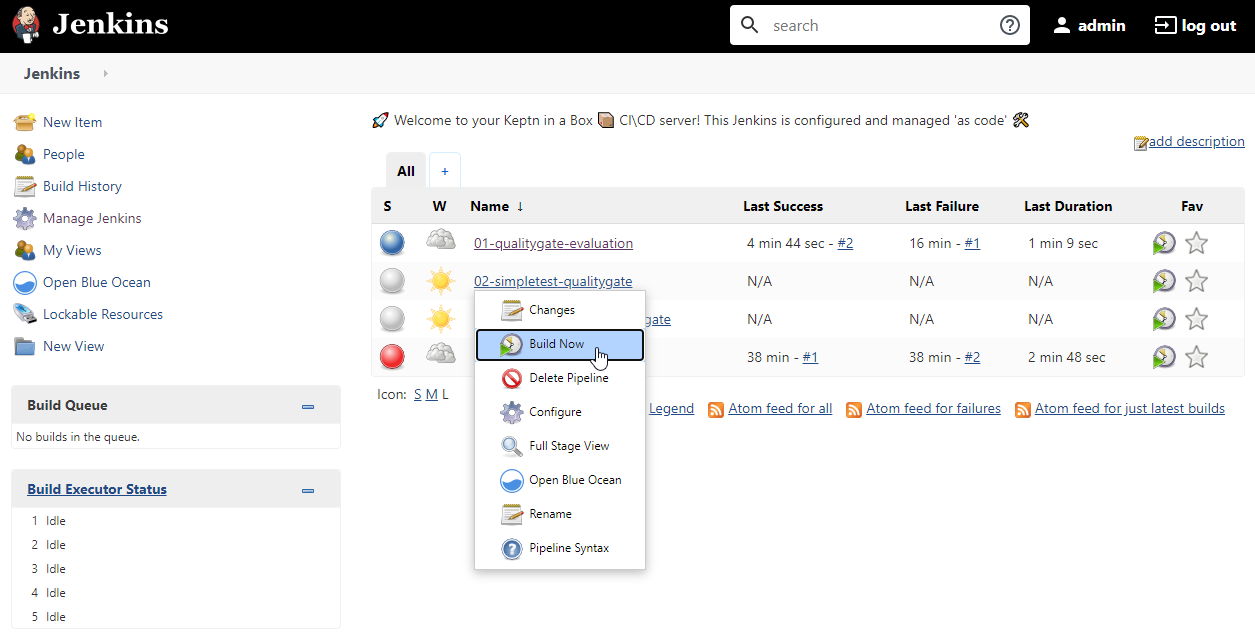 Jenkins
search
admin
log out
Jenkins
New Item
People
Build History
Manage Jenkins
My Views
Open Blue Ocean
Lockable Resources
New View
Build Queue
No builds in the queue.
Build Executor Status
1 Idle
2 Idle
3 Idle
4 Idle
5 Idle
Welcome to your Keptn in a Box CI\CD server! This Jenkins is configured and managed 'as code'
add description
All +
S W Name ↓ Last Success Last Failure Last Duration Fav
01-qualitygate-evaluation 4 min 44 sec - #2 16 min - #1 1 min 9 sec
02-simpletest-qualitygate N/A N/A N/A
gate N/A N/A N/A
38 min - #1 38 min - #2 2 min 48 sec
Changes
Build Now
Delete Pipeline
Configure
Full Stage View
Open Blue Ocean
Rename
Pipeline Syntax
Icon: S M L
Legend Atom feed for all Atom feed for failures Atom feed for just latest builds